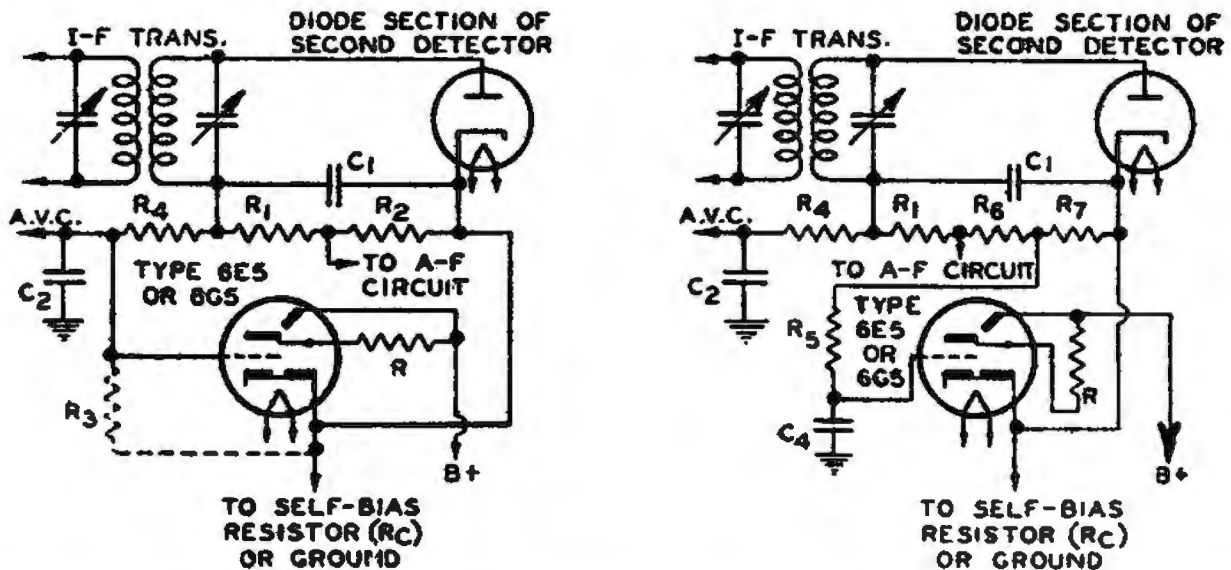 I-F TRANS.
DIODE SECTION OF
SECOND DETECTOR
C1
R4
R1
R2
A.V.C.
C2
TYPE 6E5
OR 6G5
TO A-F
CIRCUIT
R
R3
B+
TO SELF-BIAS
RESISTOR (RC)
OR GROUND
I-F TRANS.
DIODE SECTION OF
SECOND DETECTOR
C1
R4
R1
R6
R7
A.V.C.
C2
TO A-F CIRCUIT
R5
TYPE
6E5
OR
6G5
R
C4
B+
TO SELF-BIAS
RESISTOR (RC)
OR GROUND